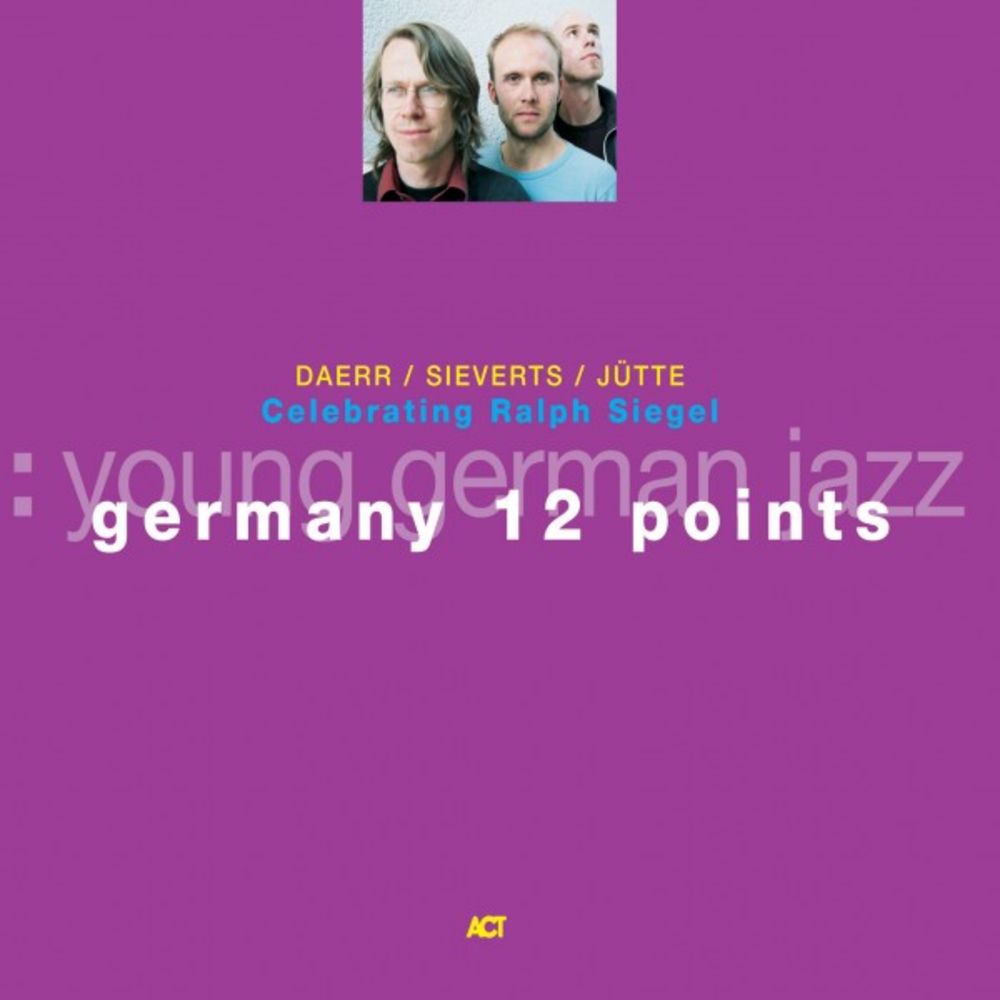 DAERR / SIEVERTS / JÜTTE
Celebrating Ralph Siegel
: young german jazz
germany 12 points
ACT